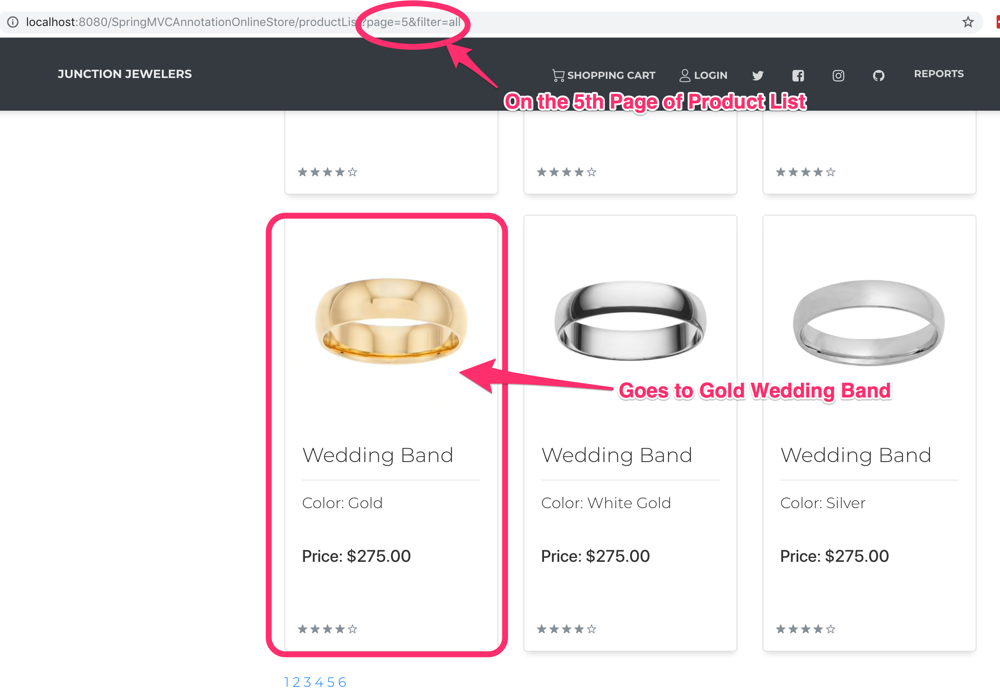 localhost:8080/SpringMVCAnnotationOnlineStore/productLis?page=5&filter=all
JUNCTION JEWELERS
SHOPPING CART LOGIN REPORTS
On the 5th Page of Product List
Goes to Gold Wedding Band
Wedding Band Wedding Band Wedding Band
Color: Gold Color: White Gold Color: Silver
Price: $275.00 Price: $275.00 Price: $275.00
1 2 3 4 5 6